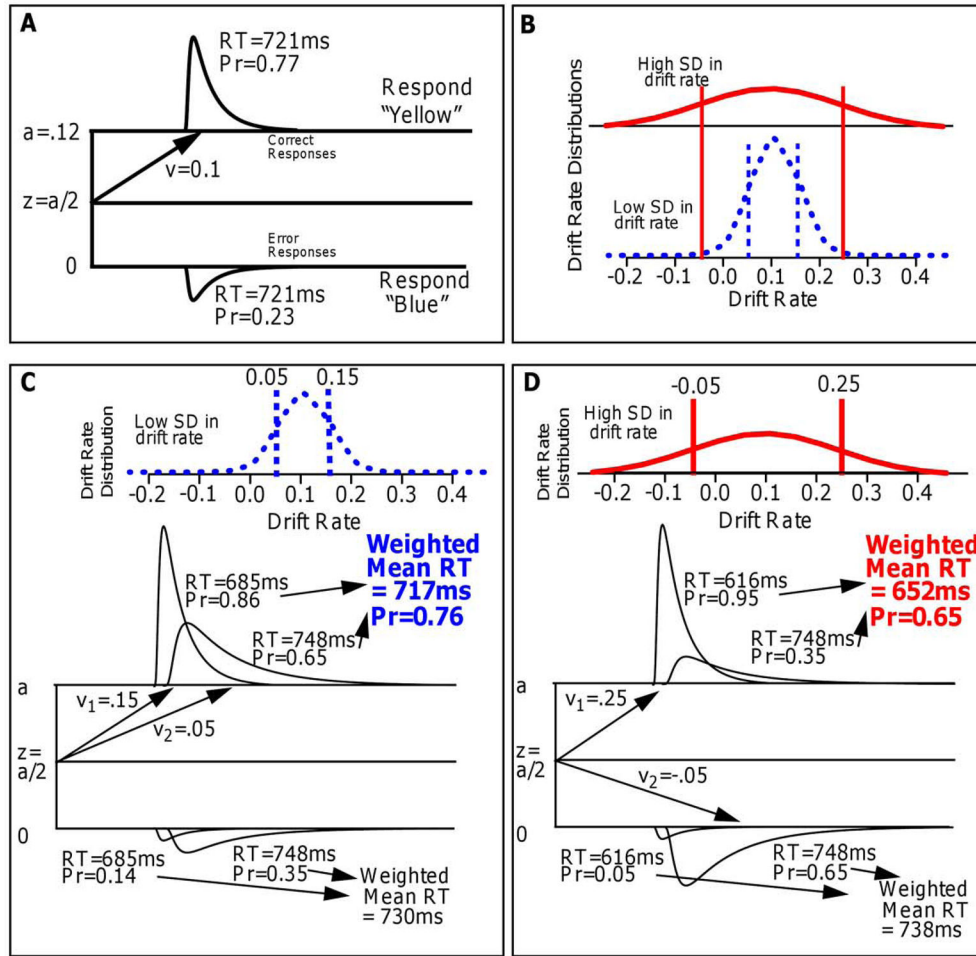 A
RT=721ms
Pr=0.77
Respond
"Yellow"
a=.12
Correct
Responses
v=0.1
z=a/2
Error
Responses
0
Respond
"Blue"
RT=721ms
Pr=0.23
B
Drift Rate Distributions
High SD in
drift rate
Low SD in
drift rate
-0.2 -0.1 0.0 0.1 0.2 0.3 0.4
Drift Rate
C
0.05 0.15
Drift Rate
Distribution
Low SD in
drift rate
-0.2 -0.1 0.0 0.1 0.2 0.3 0.4
Drift Rate
Weighted
Mean RT
= 717ms
Pr=0.76
RT=685ms
Pr=0.86
RT=748ms
Pr=0.65
a
v1=.15
v2=.05
z=
a/2
0
RT=685ms
Pr=0.14
RT=748ms
Pr=0.35
Weighted
Mean RT
= 730ms
D
-0.05 0.25
Drift Rate
Distribution
High SD in
drift rate
-0.2 -0.1 0.0 0.1 0.2 0.3 0.4
Drift Rate
Weighted
Mean RT
= 652ms
Pr=0.65
RT=616ms
Pr=0.95
RT=748ms
Pr=0.35
a
v1=.25
z=
a/2
v2=-.05
0
RT=616ms
Pr=0.05
RT=748ms
Pr=0.65
Weighted
Mean RT
=738ms